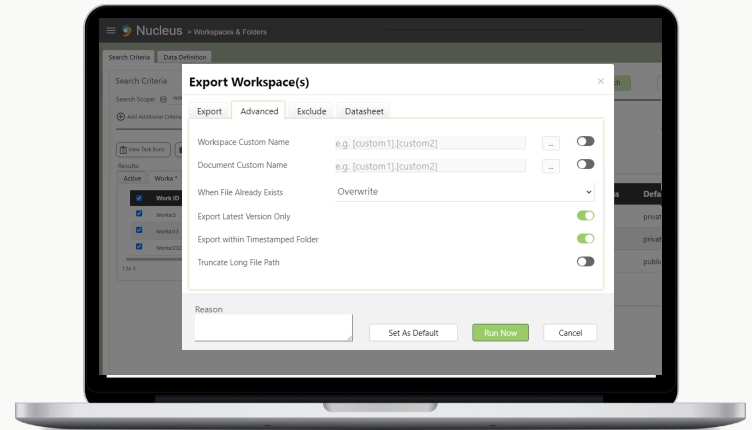 Nucleus > Workspaces & Folders
Search Criteria Data Definition
Search Criteria
Search Scope:
Add Additional Criteria
View Task Runs
Results:
Active Worka *
Work ID
1 to 3
Export Workspace(s) ×
Export Advanced Exclude Datasheet
Workspace Custom Name e.g. [custom1].[custom2] ...
Document Custom Name e.g. [custom1].[custom2] ...
When File Already Exists Overwrite
Export Latest Version Only
Export within Timestamped Folder
Truncate Long File Path
Reason
Set As Default Run Now Cancel
ch
s Defa
privat
privat
public